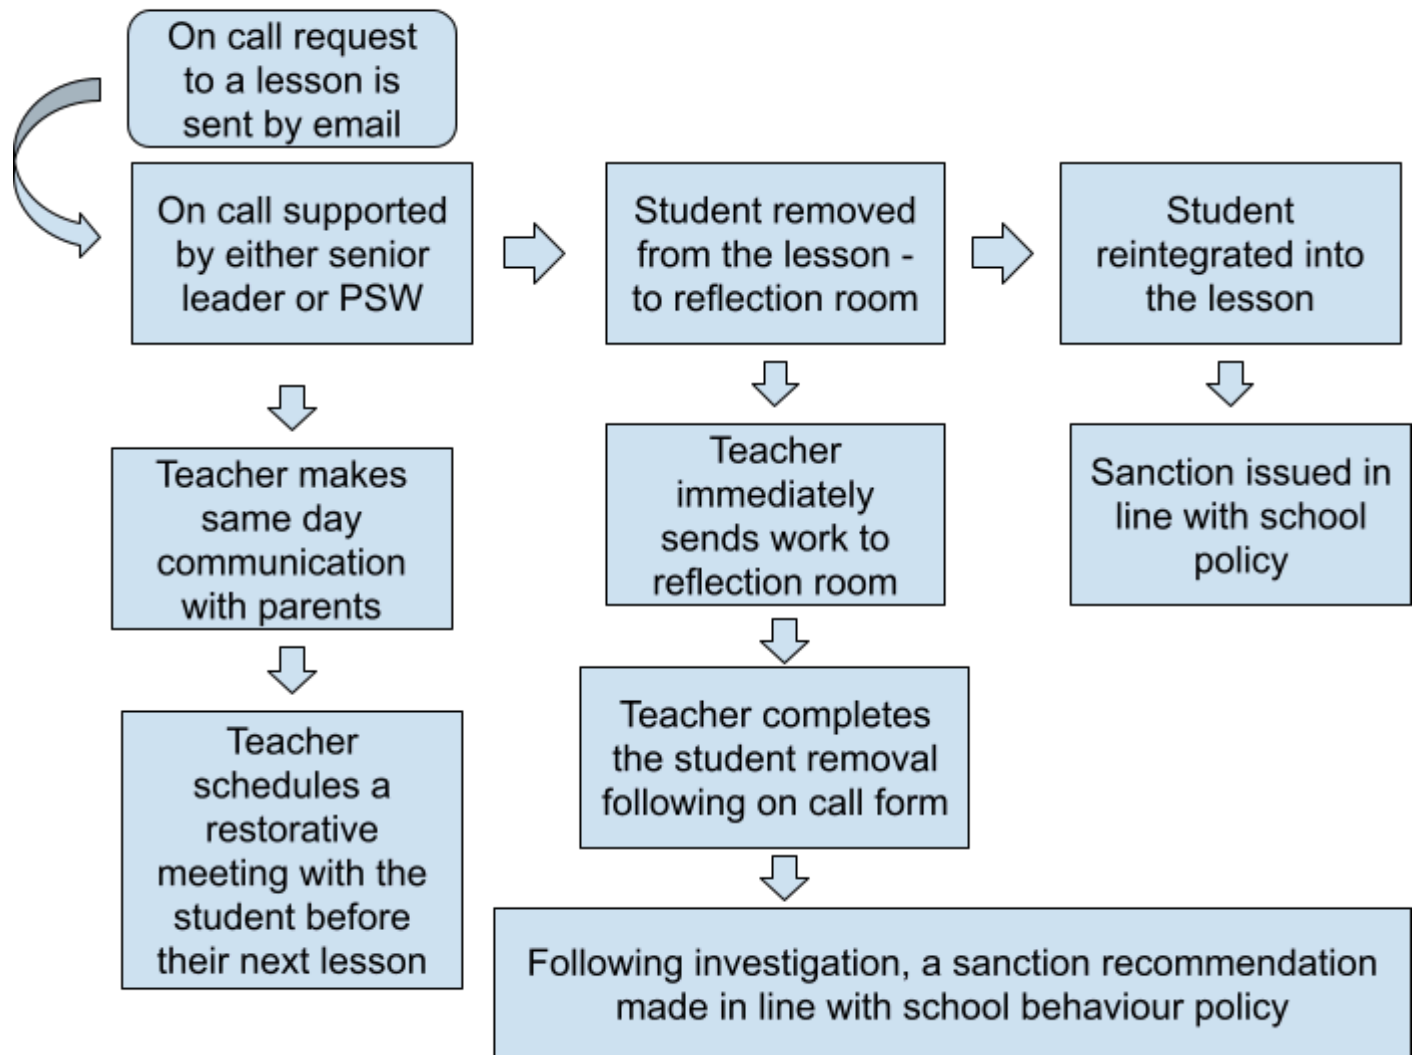 On call request
to a lesson is
sent by email
On call supported
by either senior
leader or PSW
Student removed
from the lesson -
to reflection room
Student
reintegrated into
the lesson
Teacher makes
same day
communication
with parents
Teacher
immediately
sends work to
reflection room
Sanction issued in
line with school
policy
Teacher
schedules a
restorative
meeting with the
student before
their next lesson
Teacher completes
the student removal
following on call form
Following investigation, a sanction recommendation
made in line with school behaviour policy